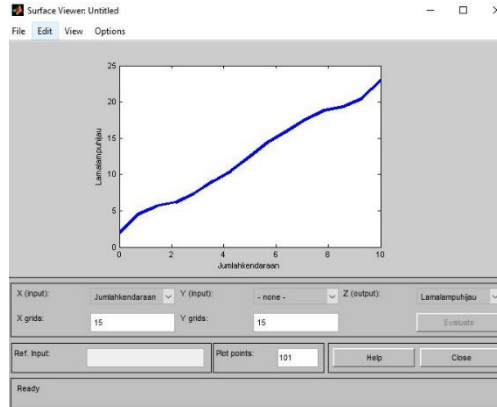 Surface Viewer: Untitled
File Edit View Options
25
20
15
10
5
0
Lamalampuhijau
0 2 4 6 8 10
Jumlahkendaraan
X (input): Jumlahkendaraan Y (input): - none - Z (output): Lamalampuhijau
X grids: 15 Y grids: 15 Evaluate
Ref. Input: Plot points: 101 Help Close
Ready